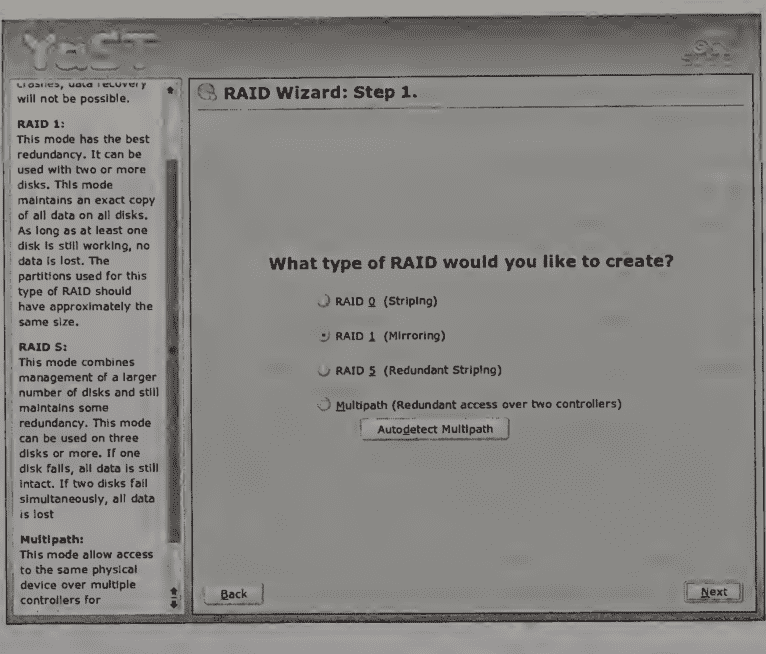 YaST
crashes, data recovery
will not be possible.
RAID 1:
This mode has the best
redundancy. It can be
used with two or more
disks. This mode
maintains an exact copy
of all data on all disks.
As long as at least one
disk is still working, no
data is lost. The
partitions used for this
type of RAID should
have approximately the
same size.
RAID 5:
This mode combines
management of a larger
number of disks and still
maintains some
redundancy. This mode
can be used on three
disks or more. If one
disk fails, all data is still
intact. If two disks fail
simultaneously, all data
is lost
Multipath:
This mode allow access
to the same physical
device over multiple
controllers for
RAID Wizard: Step 1.
What type of RAID would you like to create?
RAID 0 (Striping)
RAID 1 (Mirroring)
RAID 5 (Redundant Striping)
Multipath (Redundant access over two controllers)
Autodetect Multipath
Back
Next